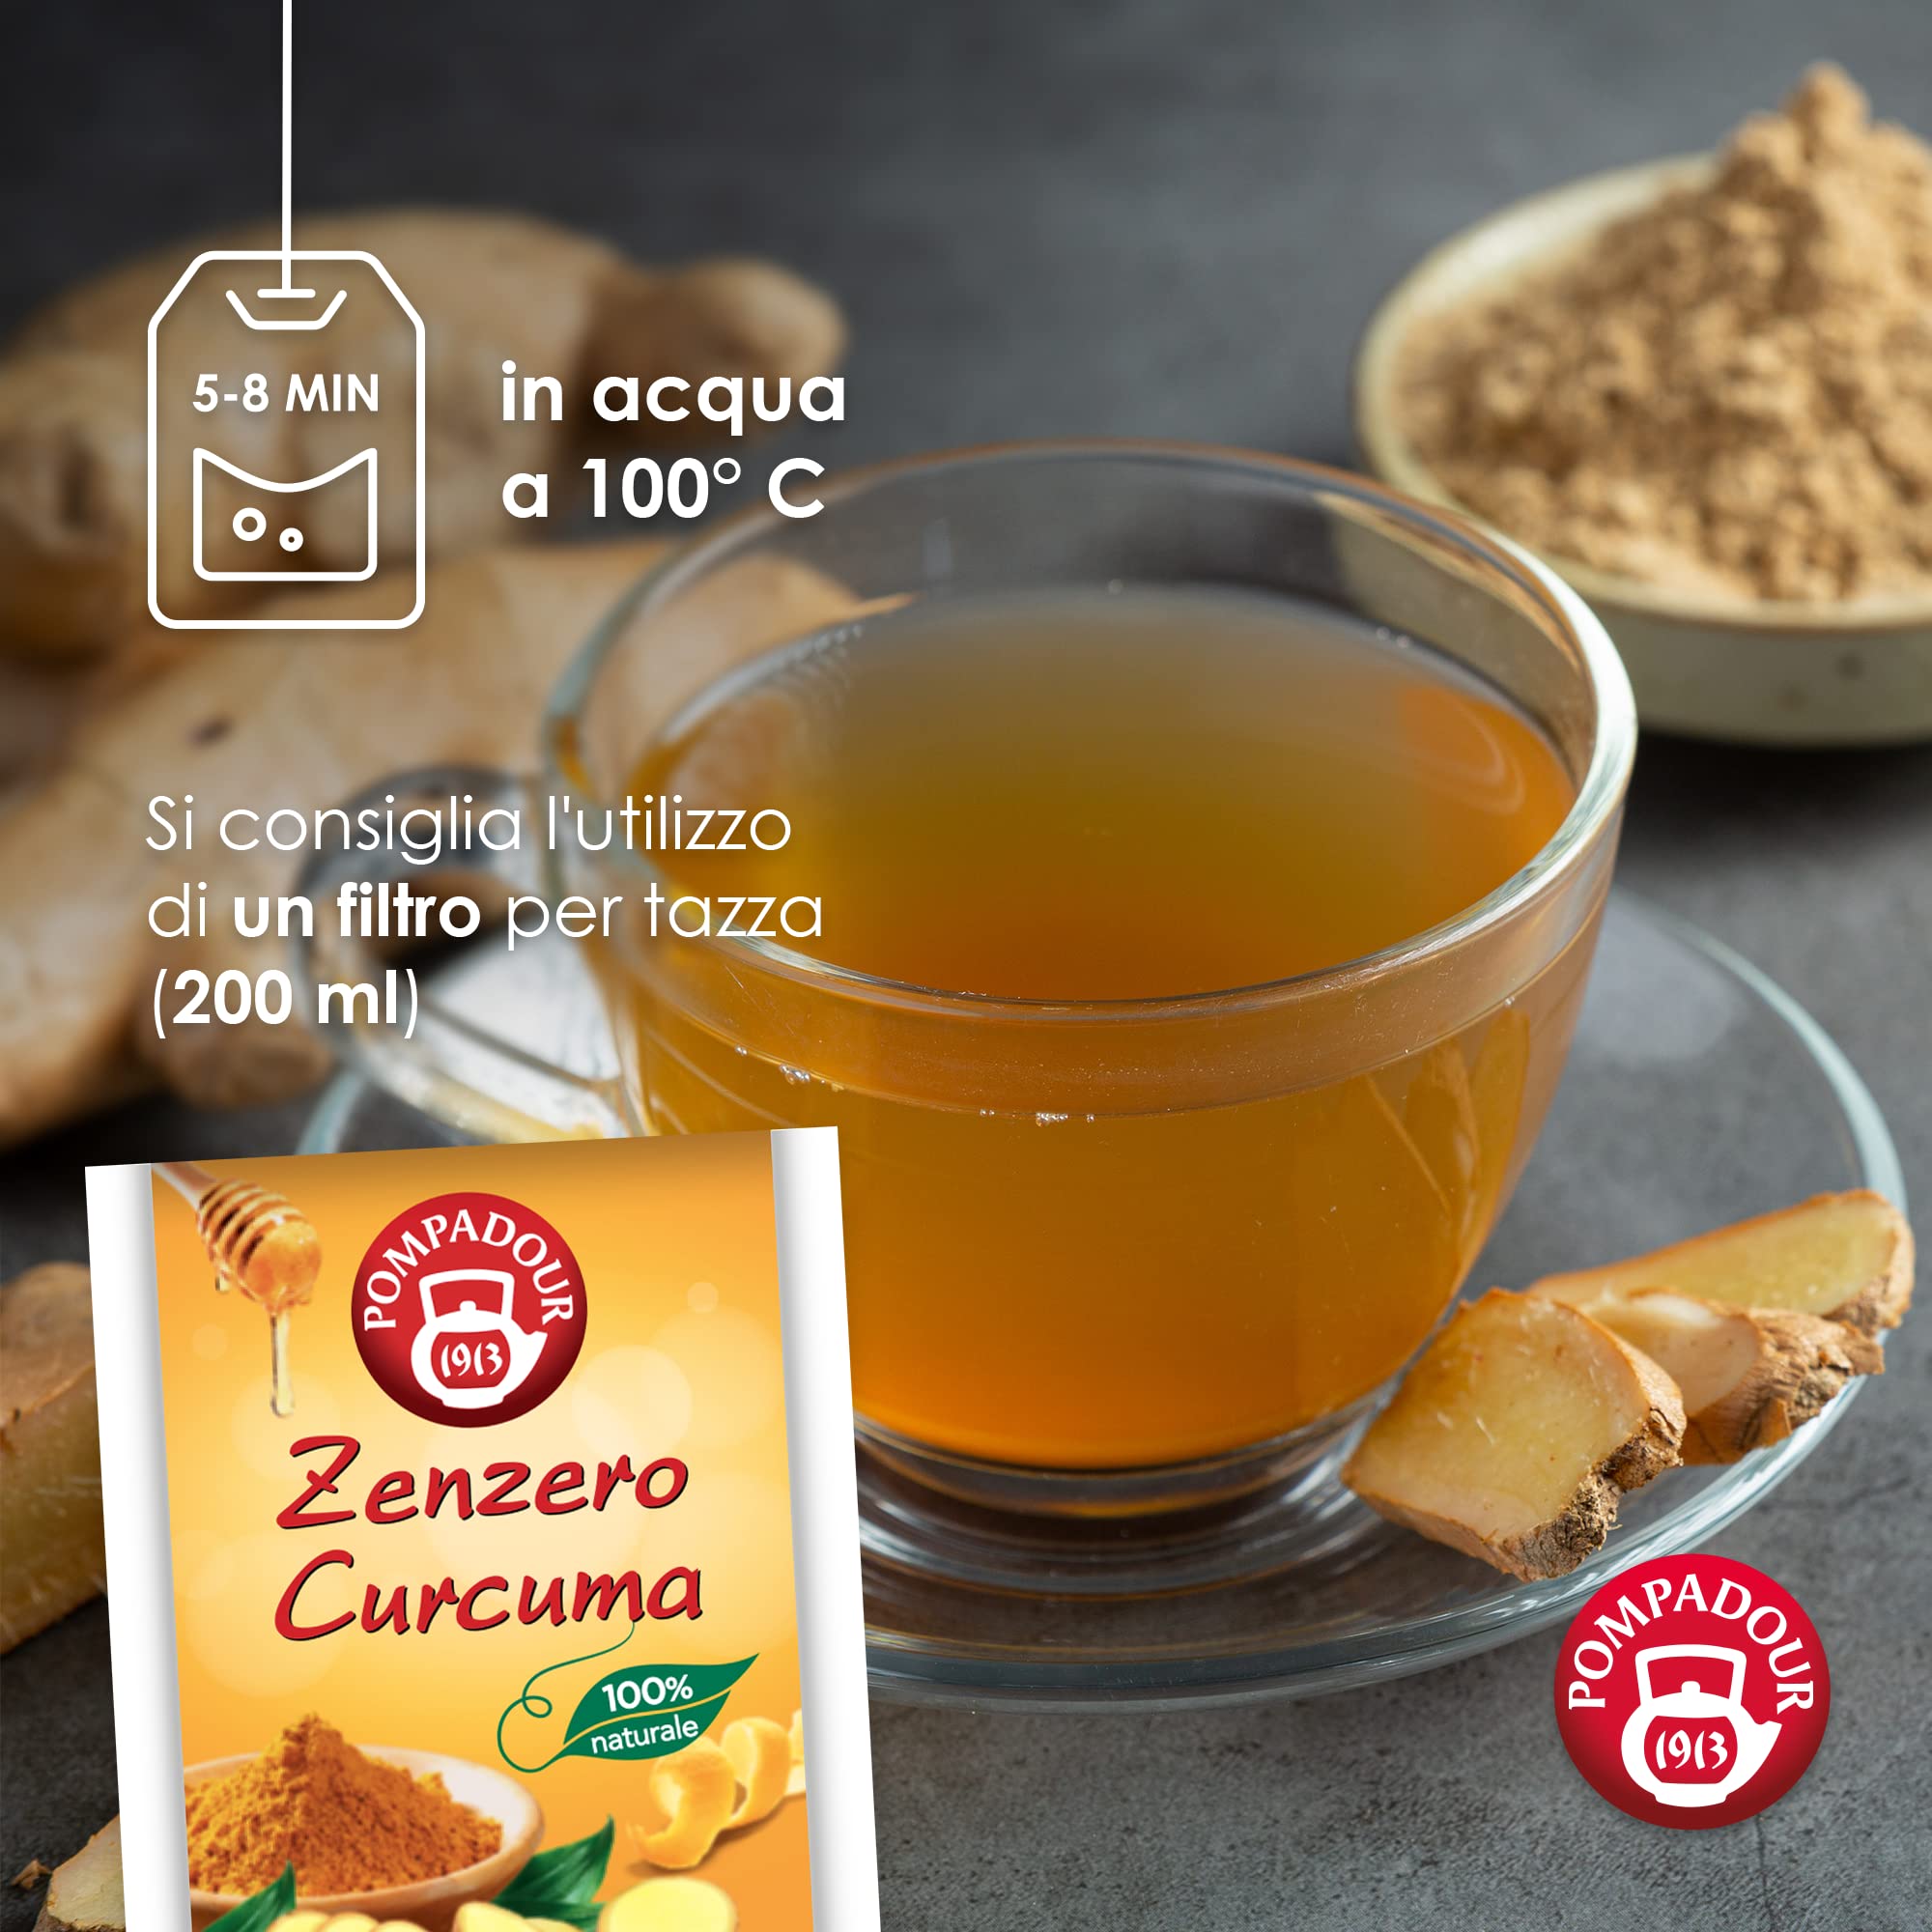 5-8 MIN
in acqua
a 100° C
Si consiglia l'utilizzo
di un filtro per tazza
(200 ml)
POMPADOUR
1913
Zenzero
Curcuma
100%
naturale
POMPADOUR
1913